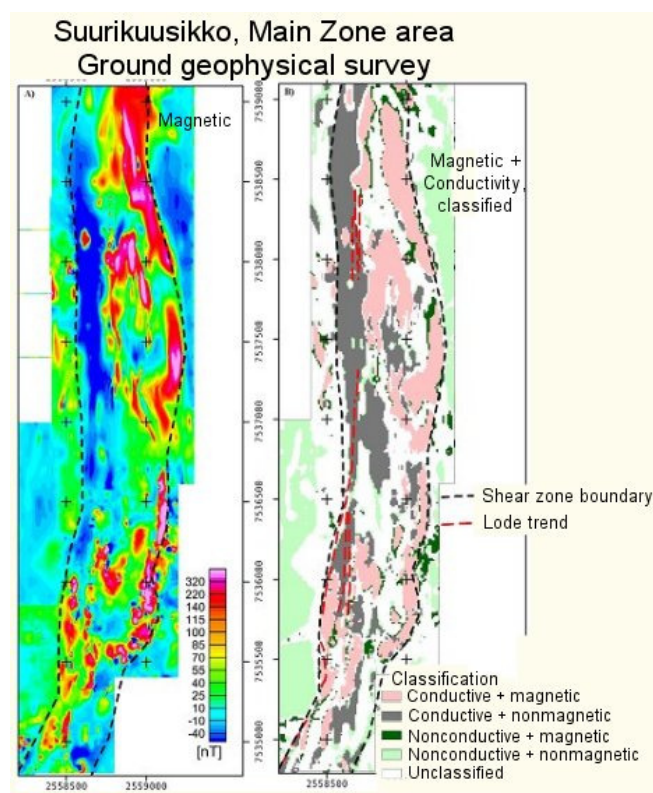 Suurikuusikko, Main Zone area
Ground geophysical survey
A)
Magnetic
B)
Magnetic +
Conductivity,
classified
7539000
7538500
7538000
7537500
7537000
7536500
7536000
7535500
7535000
Shear zone boundary
Lode trend
320
220
140
115
100
85
70
55
40
25
10
-10
-40
[nT]
Classification
Conductive + magnetic
Conductive + nonmagnetic
Nonconductive + magnetic
Nonconductive + nonmagnetic
Unclassified
2558500
2559000
2558500